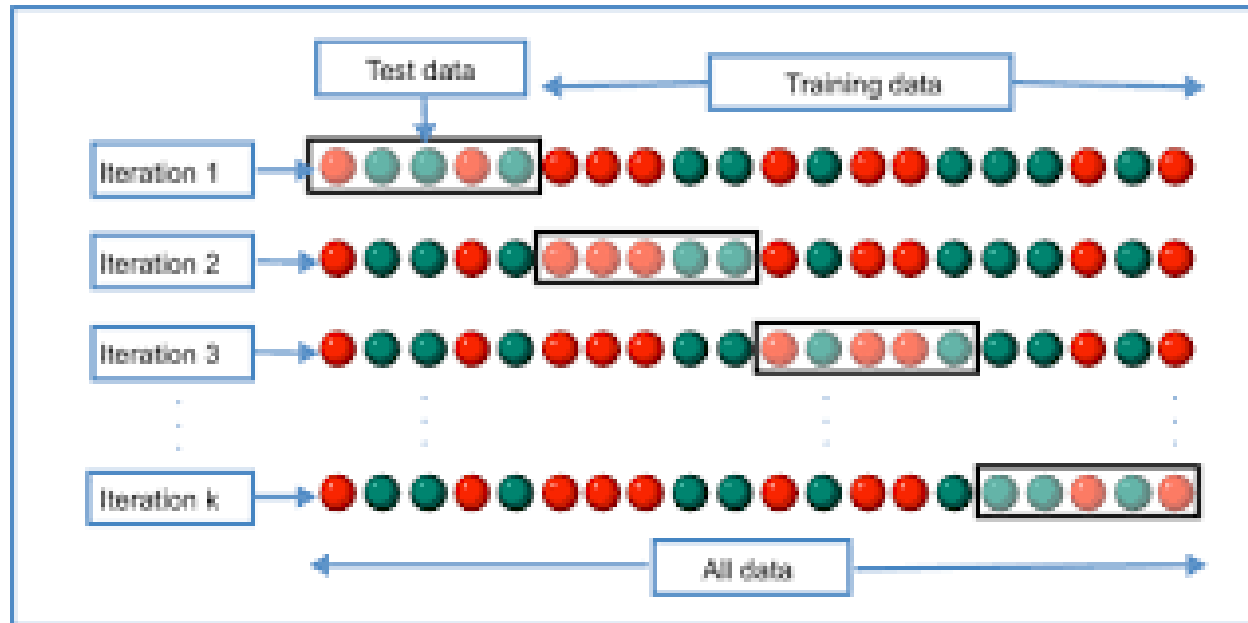 Test data
Training data
Iteration 1
Iteration 2
Iteration 3
Iteration k
All data